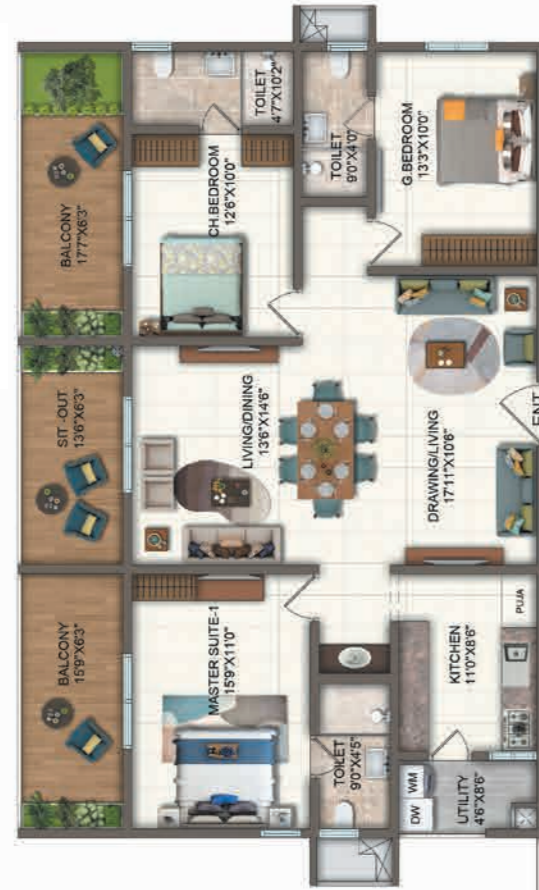 BALCONY
17'7"X6'3"
SIT -OUT
13'6"X6'3"
BALCONY
15'9"X6'3"
TOILET
4'7"X10'2"
CH.BEDROOM
12'6"X10'0"
LIVING/DINING
13'6"X14'6"
MASTER SUITE-1
15'9"X11'0"
TOILET
9'0"X4'0"
G.BEDROOM
13'3"X10'0"
DRAWING/LIVING
17'11"X10'6"
ENT
TOILET
9'0"X4'5"
KITCHEN
11'0"X8'6"
PUJA
UTILITY
4'6"X8'6"
DW
WM